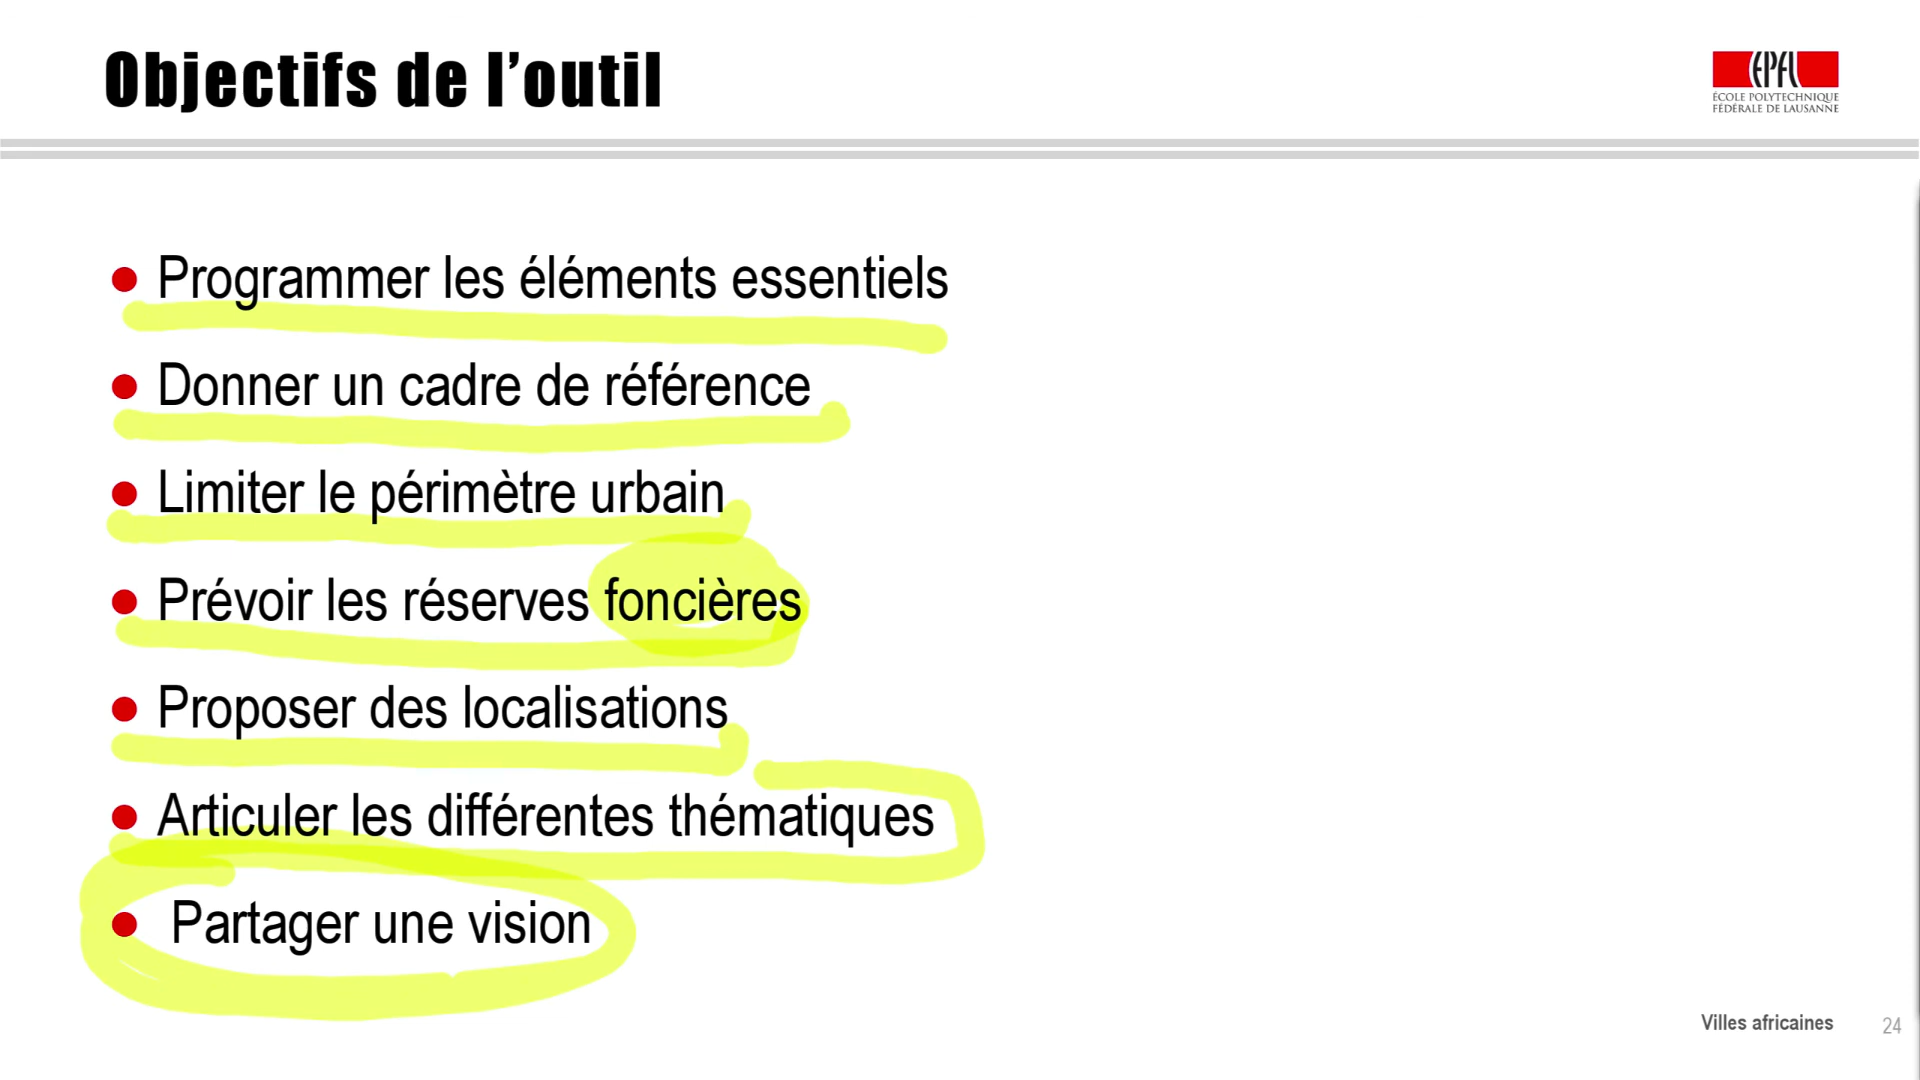 Objectifs de l’outil
EPFL
ÉCOLE POLYTECHNIQUE
FÉDÉRALE DE LAUSANNE
● Programmer les éléments essentiels
● Donner un cadre de référence
● Limiter le périmètre urbain
● Prévoir les réserves foncières
● Proposer des localisations
● Articuler les différentes thématiques
● Partager une vision
Villes africaines 24